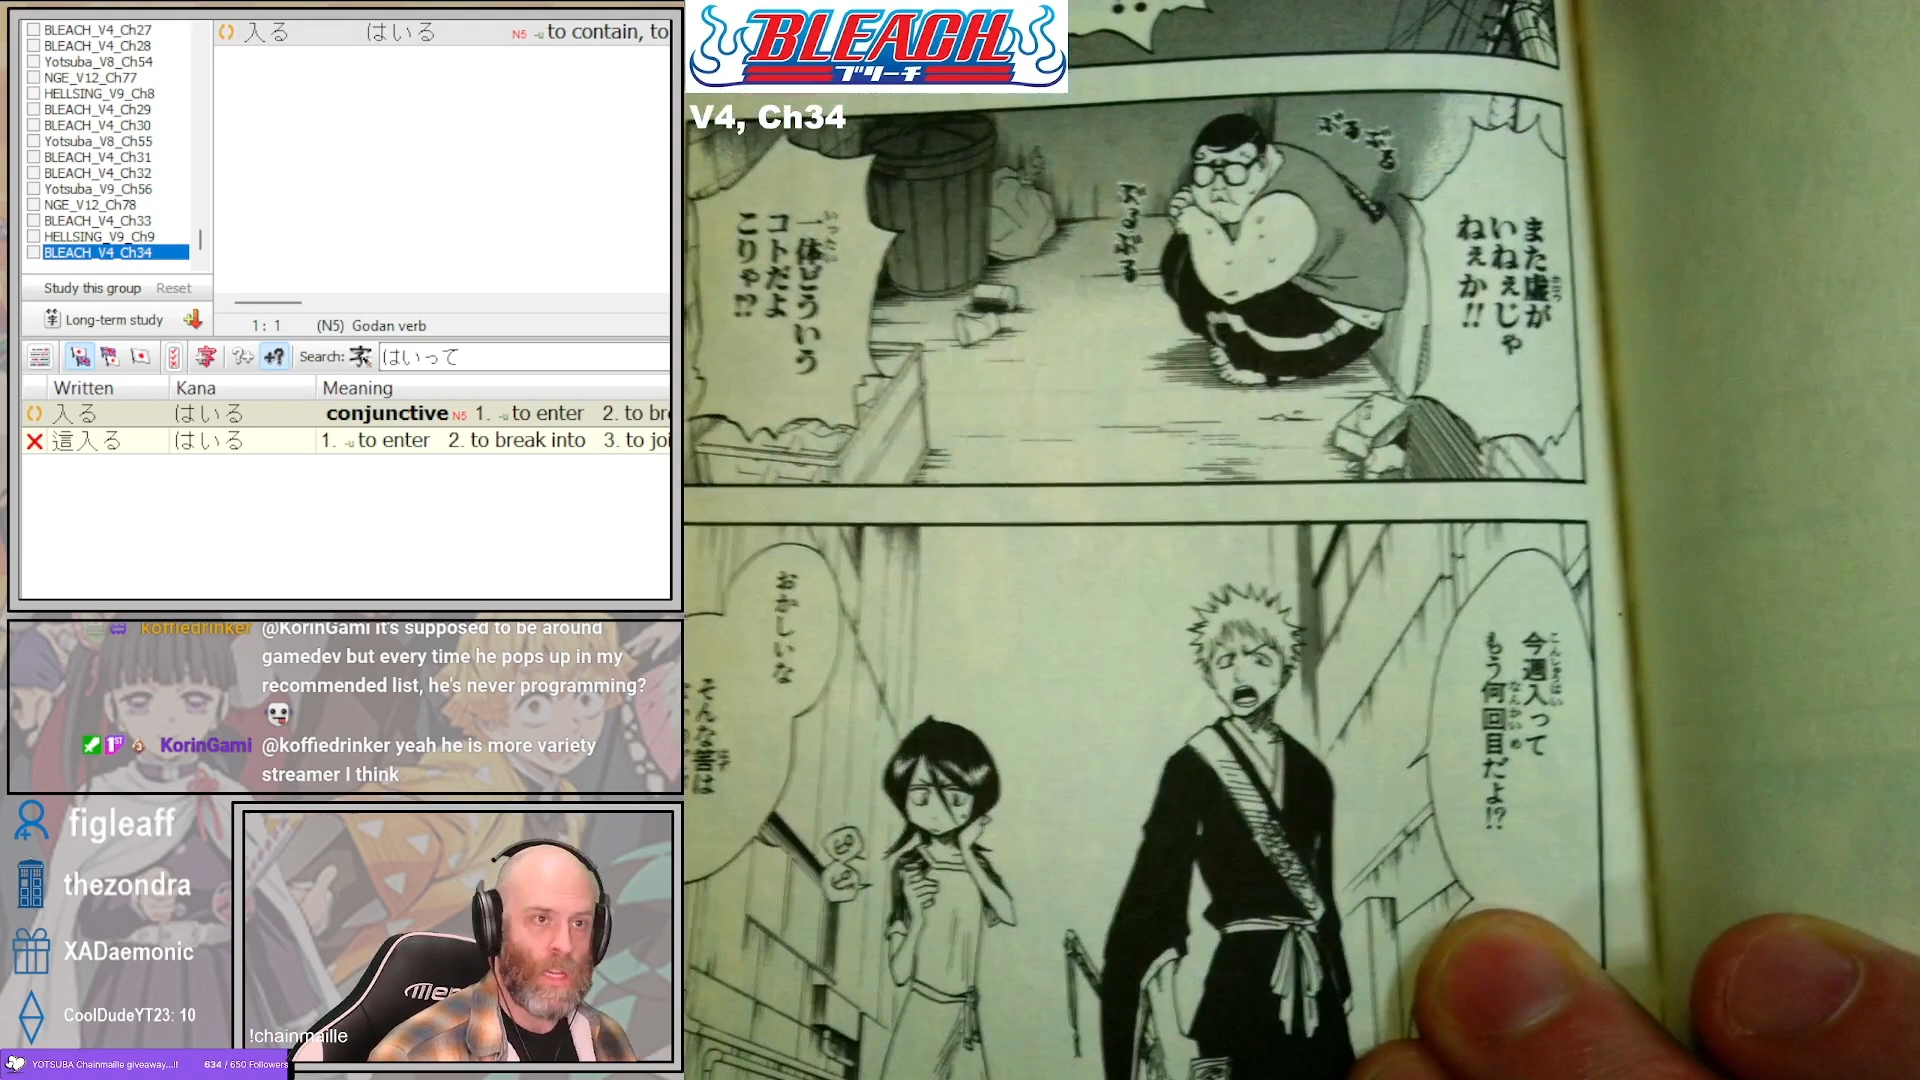 BLEACH_V4_Ch27
BLEACH_V4_Ch28
Yotsuba_V8_Ch54
NGE_V12_Ch77
HELLSING_V9_Ch8
BLEACH_V4_Ch29
BLEACH_V4_Ch30
Yotsuba_V8_Ch55
BLEACH_V4_Ch31
BLEACH_V4_Ch32
Yotsuba_V9_Ch56
NGE_V12_Ch78
BLEACH_V4_Ch33
HELLSING_V9_Ch9
BLEACH_V4_Ch34
Study this group Reset
Long-term study
入る はいる N5 -u to contain, to
1: 1 (N5) Godan verb
Search: はいって
Written Kana Meaning
入る はいる conjunctive N5 1. -u to enter 2. to bre
這入る はいる 1. -u to enter 2. to break into 3. to joi
koffiedrinker @KorinGami it's supposed to be around
gamedev but every time he pops up in my
recommended list, he's never programming?
KorinGami @koffiedrinker yeah he is more variety
streamer I think
figleaff
thezondra
XADaemonic
CoolDudeYT23: 10
!chainmaille
YOTSUBA Chainmaille giveaway...!! 634 / 650 Followers
BLEACH
ブリーチ
V4, Ch34
また虚が
いねぇじゃ
ねぇか!!
ぶるぶる
ぶるぶる
一体どういう
コトだよ
こりゃ!?
今週入って
もう何回目だよ!?
おかしいな
そんな筈は